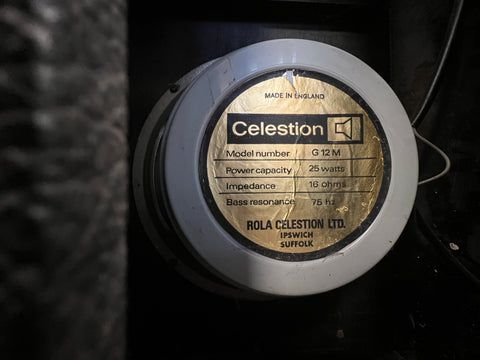 MADE IN ENGLAND
Celestion
Model number G 12 M
Power capacity 25 watts
Impedance 16 ohms
Bass resonance 75 hz
ROLA CELESTION LTD.
IPSWICH
SUFFOLK